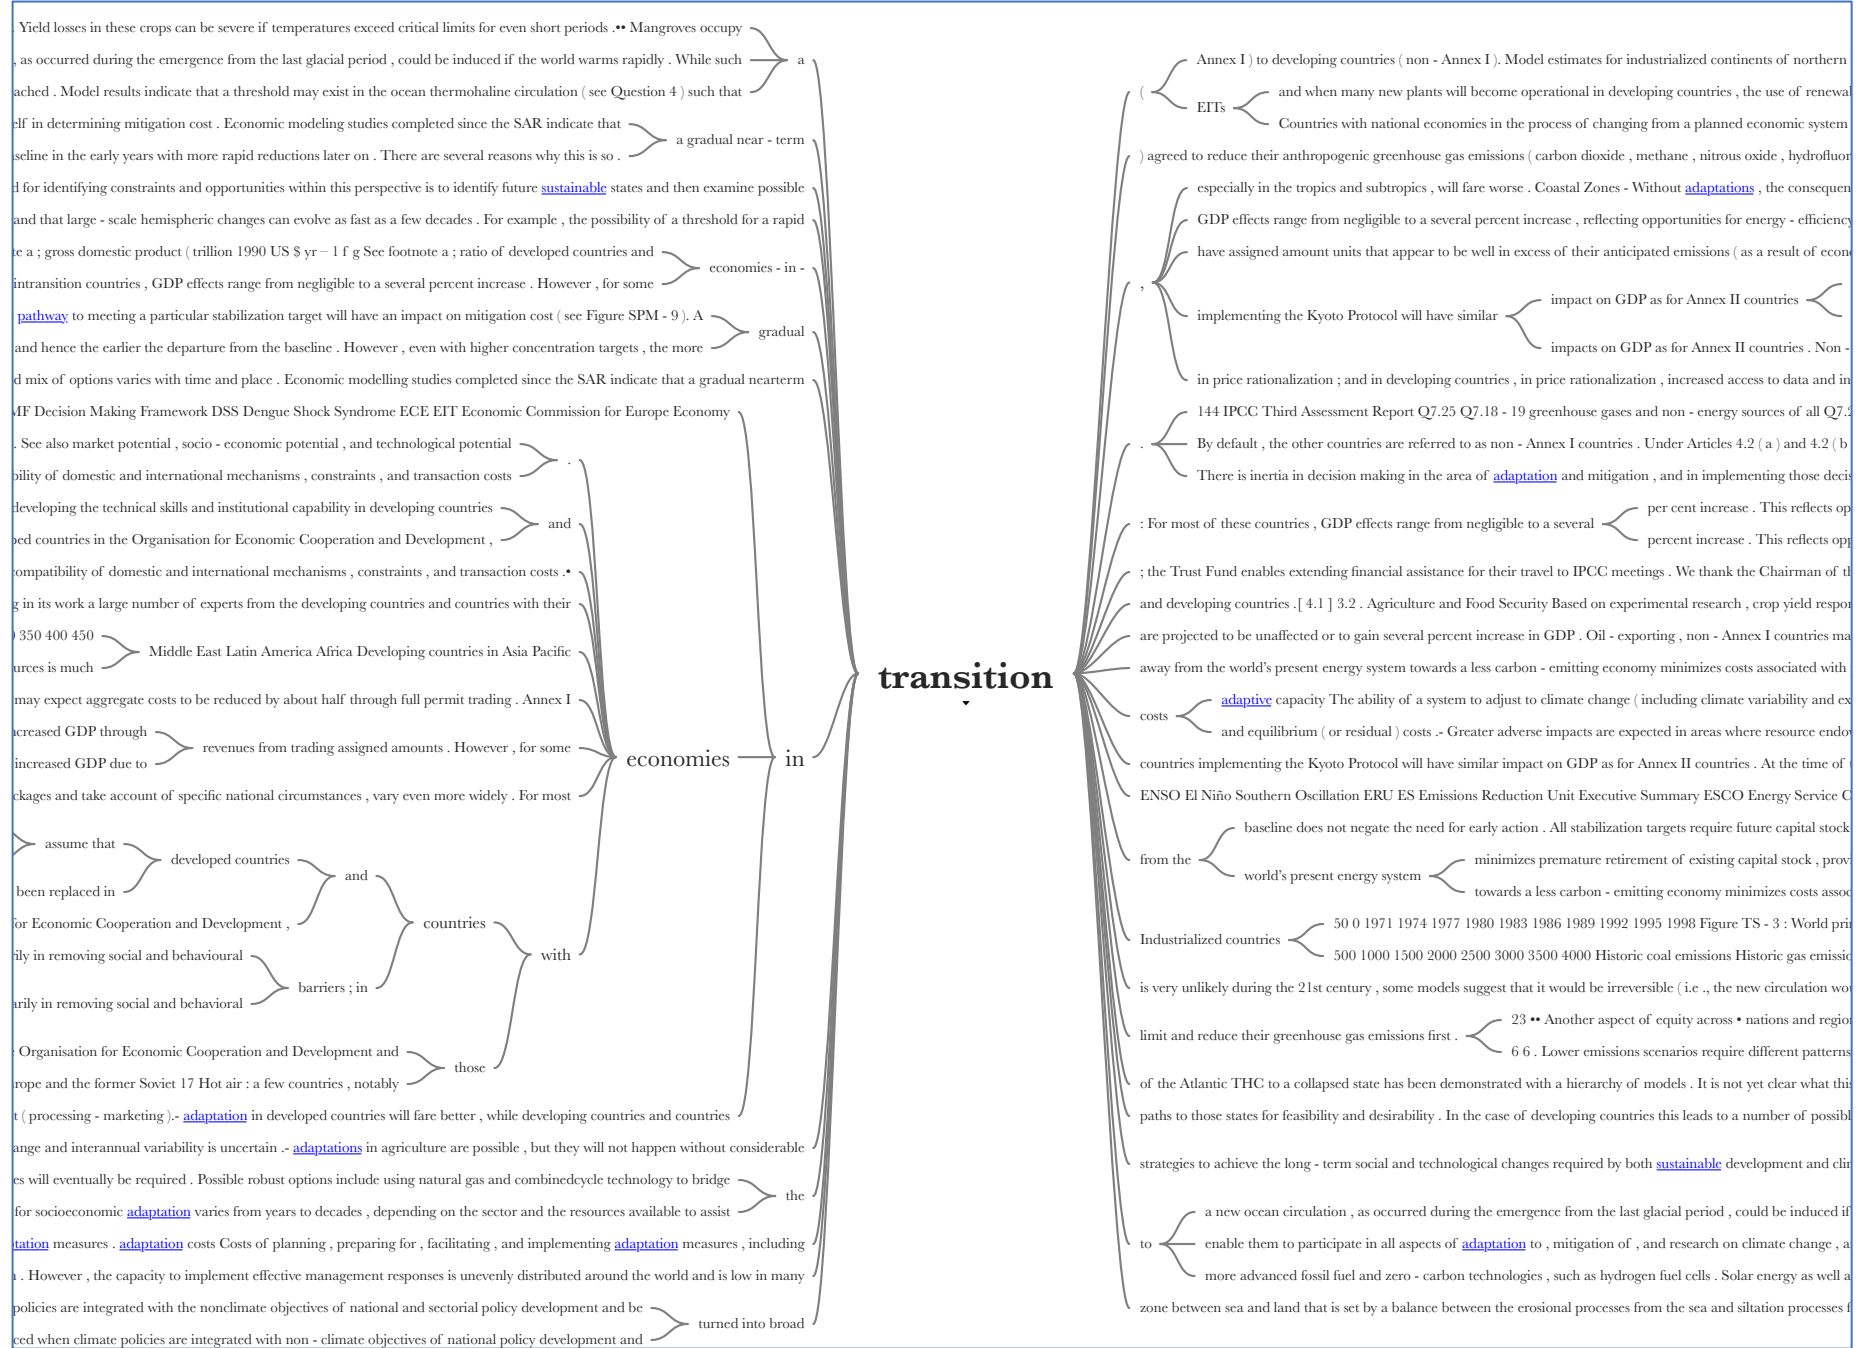 . Yield losses in these crops can be severe if temperatures exceed critical limits for even short periods .•• Mangroves occupy
, as occurred during the emergence from the last glacial period , could be induced if the world warms rapidly . While such
a
ached . Model results indicate that a threshold may exist in the ocean thermohaline circulation ( see Question 4 ) such that
elf in determining mitigation cost . Economic modeling studies completed since the SAR indicate that
a gradual near - term
seline in the early years with more rapid reductions later on . There are several reasons why this is so .
d for identifying constraints and opportunities within this perspective is to identify future sustainable states and then examine possible
and that large - scale hemispheric changes can evolve as fast as a few decades . For example , the possibility of a threshold for a rapid
te a ; gross domestic product ( trillion 1990 US $ yr – 1 f g See footnote a ; ratio of developed countries and
economies - in -
intransition countries , GDP effects range from negligible to a several percent increase . However , for some
pathway to meeting a particular stabilization target will have an impact on mitigation cost ( see Figure SPM - 9 ). A
gradual
and hence the earlier the departure from the baseline . However , even with higher concentration targets , the more
d mix of options varies with time and place . Economic modelling studies completed since the SAR indicate that a gradual nearterm
MF Decision Making Framework DSS Dengue Shock Syndrome ECE EIT Economic Commission for Europe Economy
. See also market potential , socio - economic potential , and technological potential
.
bility of domestic and international mechanisms , constraints , and transaction costs
developing the technical skills and institutional capability in developing countries
and
ped countries in the Organisation for Economic Cooperation and Development ,
compatibility of domestic and international mechanisms , constraints , and transaction costs .•
g in its work a large number of experts from the developing countries and countries with their
0 350 400 450
Middle East Latin America Africa Developing countries in Asia Pacific
urces is much
may expect aggregate costs to be reduced by about half through full permit trading . Annex I
ncreased GDP through
revenues from trading assigned amounts . However , for some
increased GDP due to
economies
in
ckages and take account of specific national circumstances , vary even more widely . For most
assume that
developed countries
and
been replaced in
for Economic Cooperation and Development ,
countries
rily in removing social and behavioural
with
barriers ; in
arily in removing social and behavioral
: Organisation for Economic Cooperation and Development and
those
rope and the former Soviet 17 Hot air : a few countries , notably
t ( processing - marketing ).- adaptation in developed countries will fare better , while developing countries and countries
ange and interannual variability is uncertain .- adaptations in agriculture are possible , but they will not happen without considerable
es will eventually be required . Possible robust options include using natural gas and combinedcycle technology to bridge
the
for socioeconomic adaptation varies from years to decades , depending on the sector and the resources available to assist
tation measures . adaptation costs Costs of planning , preparing for , facilitating , and implementing adaptation measures , including
. However , the capacity to implement effective management responses is unevenly distributed around the world and is low in many
policies are integrated with the nonclimate objectives of national and sectorial policy development and be
turned into broad
ced when climate policies are integrated with non - climate objectives of national policy development and
transition
Annex I ) to developing countries ( non - Annex I ). Model estimates for industrialized continents of northern
(
EITs
and when many new plants will become operational in developing countries , the use of renewal
Countries with national economies in the process of changing from a planned economic system
) agreed to reduce their anthropogenic greenhouse gas emissions ( carbon dioxide , methane , nitrous oxide , hydrofluor
especially in the tropics and subtropics , will fare worse . Coastal Zones - Without adaptations , the consequen
GDP effects range from negligible to a several percent increase , reflecting opportunities for energy - efficiency
have assigned amount units that appear to be well in excess of their anticipated emissions ( as a result of econ
,
implementing the Kyoto Protocol will have similar
impact on GDP as for Annex II countries
impacts on GDP as for Annex II countries . Non -
in price rationalization ; and in developing countries , in price rationalization , increased access to data and in
144 IPCC Third Assessment Report Q7.25 Q7.18 - 19 greenhouse gases and non - energy sources of all Q7.2
.
By default , the other countries are referred to as non - Annex I countries . Under Articles 4.2 ( a ) and 4.2 ( b
There is inertia in decision making in the area of adaptation and mitigation , and in implementing those decis
: For most of these countries , GDP effects range from negligible to a several
per cent increase . This reflects op
percent increase . This reflects opp
; the Trust Fund enables extending financial assistance for their travel to IPCC meetings . We thank the Chairman of th
and developing countries .[ 4.1 ] 3.2 . Agriculture and Food Security Based on experimental research , crop yield respon
are projected to be unaffected or to gain several percent increase in GDP . Oil - exporting , non - Annex I countries ma
away from the world's present energy system towards a less carbon - emitting economy minimizes costs associated with
costs
adaptive capacity The ability of a system to adjust to climate change ( including climate variability and ex
and equilibrium ( or residual ) costs .- Greater adverse impacts are expected in areas where resource endow
countries implementing the Kyoto Protocol will have similar impact on GDP as for Annex II countries . At the time of
ENSO El Niño Southern Oscillation ERU ES Emissions Reduction Unit Executive Summary ESCO Energy Service C
from the
baseline does not negate the need for early action . All stabilization targets require future capital stock
world's present energy system
minimizes premature retirement of existing capital stock , prov
towards a less carbon - emitting economy minimizes costs assoc
Industrialized countries
50 0 1971 1974 1977 1980 1983 1986 1989 1992 1995 1998 Figure TS - 3 : World pri
500 1000 1500 2000 2500 3000 3500 4000 Historic coal emissions Historic gas emissio
is very unlikely during the 21st century , some models suggest that it would be irreversible ( i.e ., the new circulation wou
limit and reduce their greenhouse gas emissions first .
23 •• Another aspect of equity across • nations and region
6 6 . Lower emissions scenarios require different patterns
of the Atlantic THC to a collapsed state has been demonstrated with a hierarchy of models . It is not yet clear what this
paths to those states for feasibility and desirability . In the case of developing countries this leads to a number of possibl
strategies to achieve the long - term social and technological changes required by both sustainable development and clim
to
a new ocean circulation , as occurred during the emergence from the last glacial period , could be induced if
enable them to participate in all aspects of adaptation to , mitigation of , and research on climate change , a
more advanced fossil fuel and zero - carbon technologies , such as hydrogen fuel cells . Solar energy as well a
zone between sea and land that is set by a balance between the erosional processes from the sea and siltation processes f